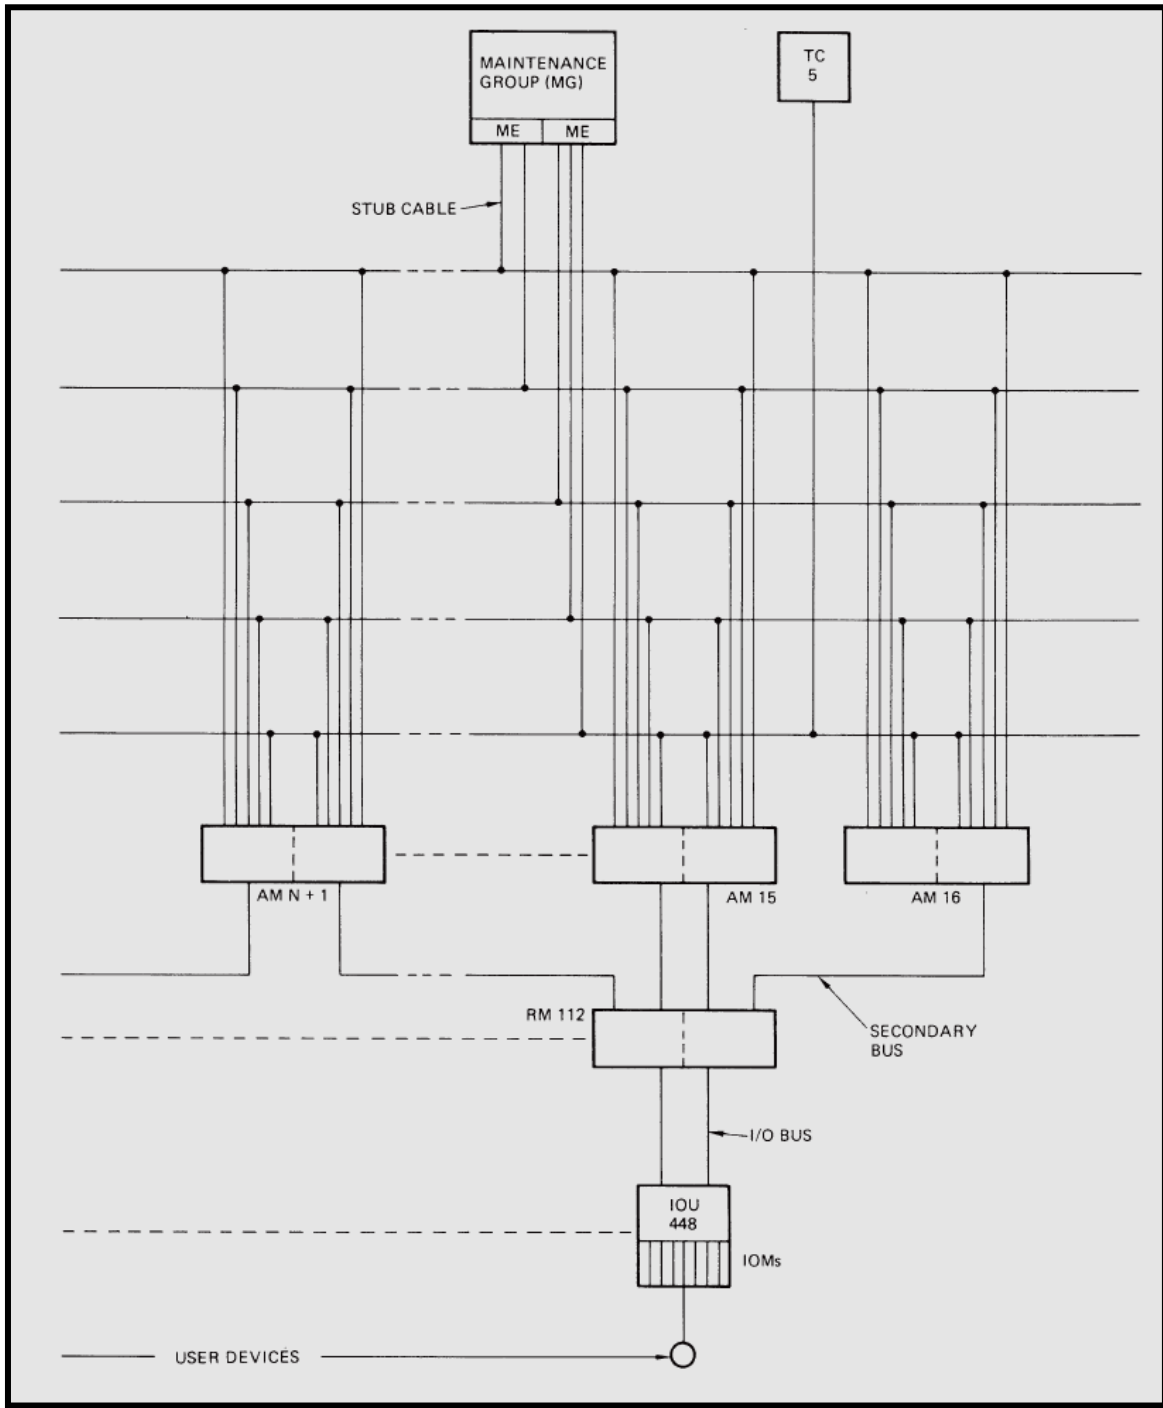 MAINTENANCE
GROUP (MG)
ME
ME
TC
5
STUB CABLE
AM N + 1
AM 15
AM 16
RM 112
SECONDARY
BUS
I/O BUS
IOU
448
IOMs
USER DEVICES